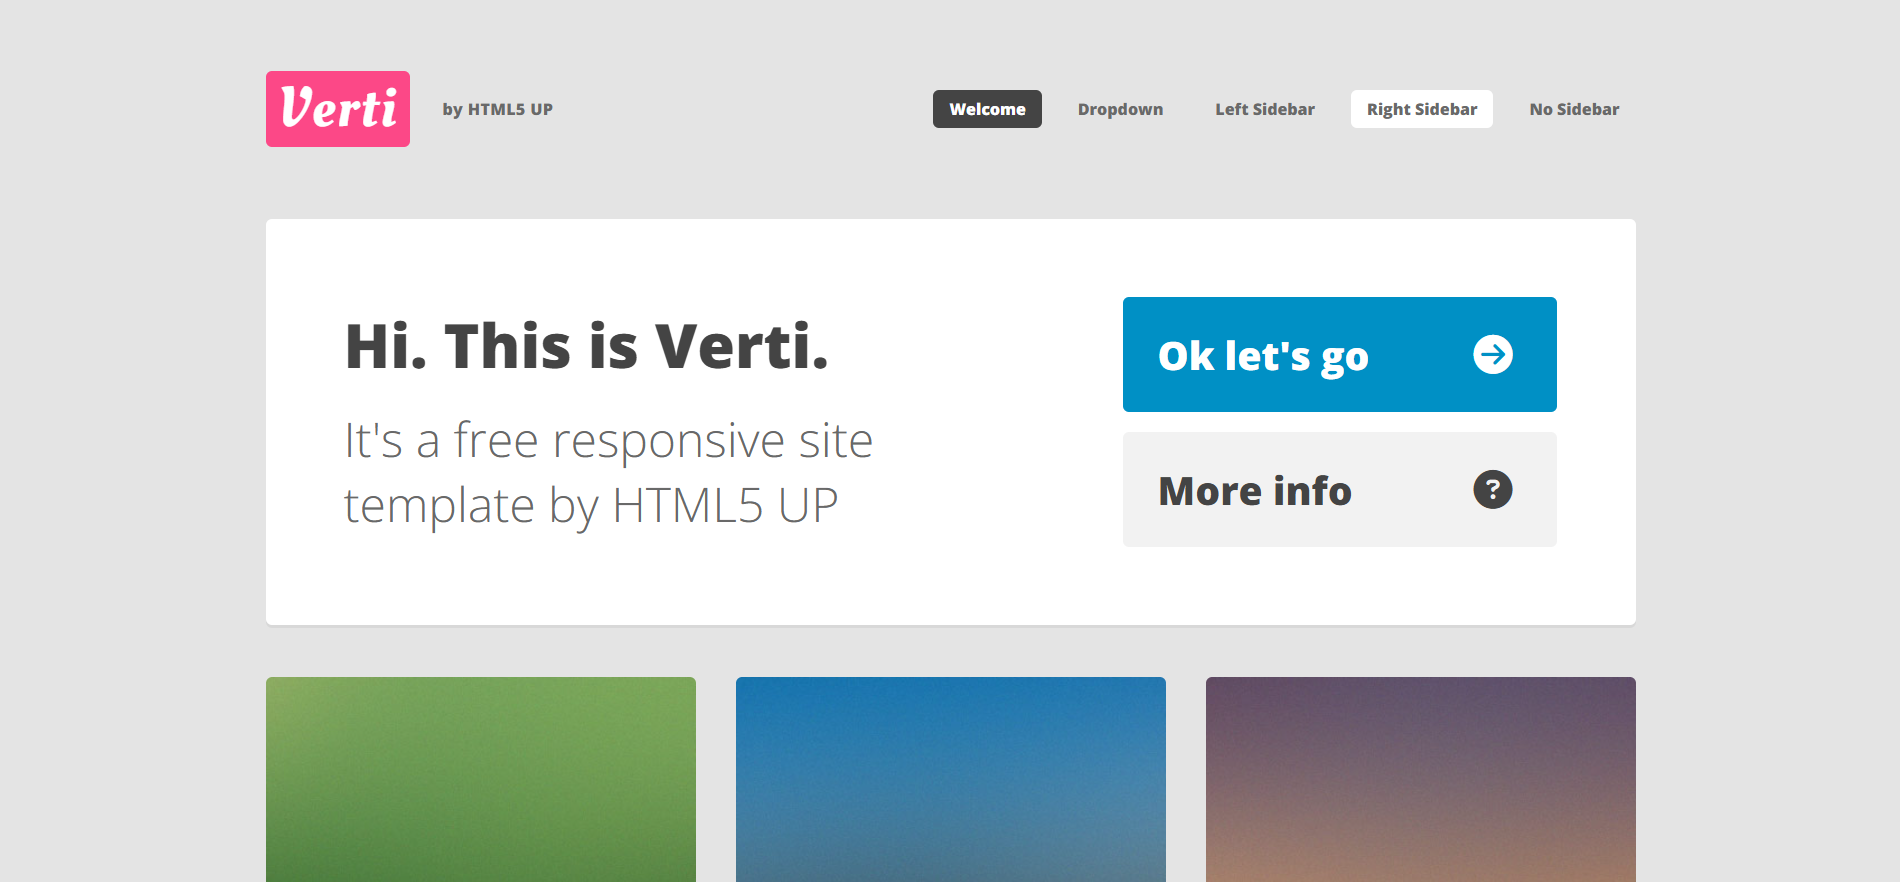 Verti
by HTML5 UP
Welcome
Dropdown
Left Sidebar
Right Sidebar
No Sidebar
Hi. This is Verti.
It's a free responsive site
template by HTML5 UP
Ok let's go
More info
?